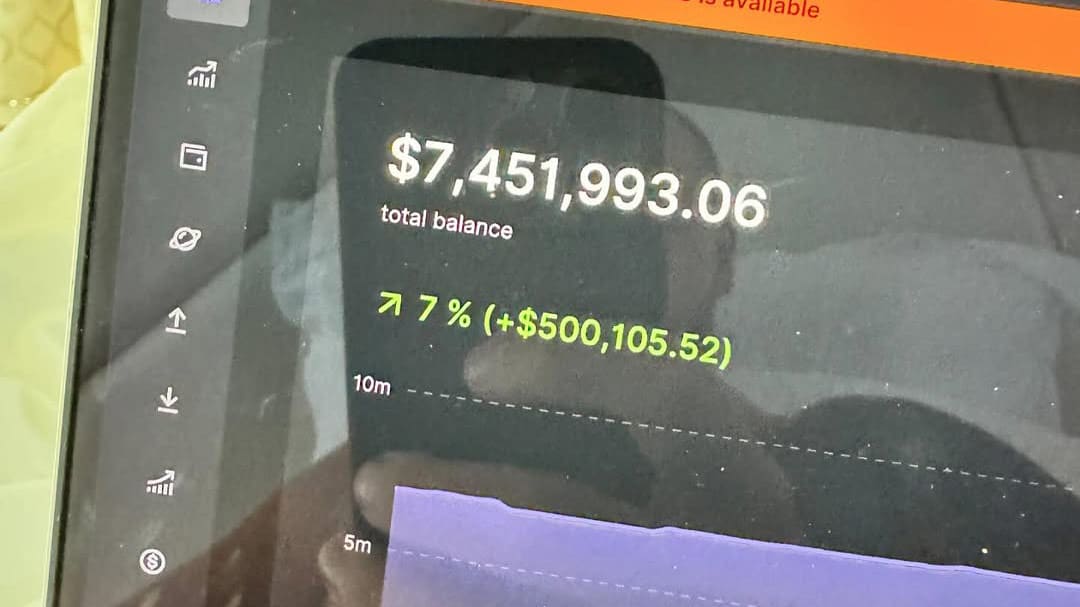 is available
$7,451,993.06
total balance
7 % (+$500,105.52)
10m
5m